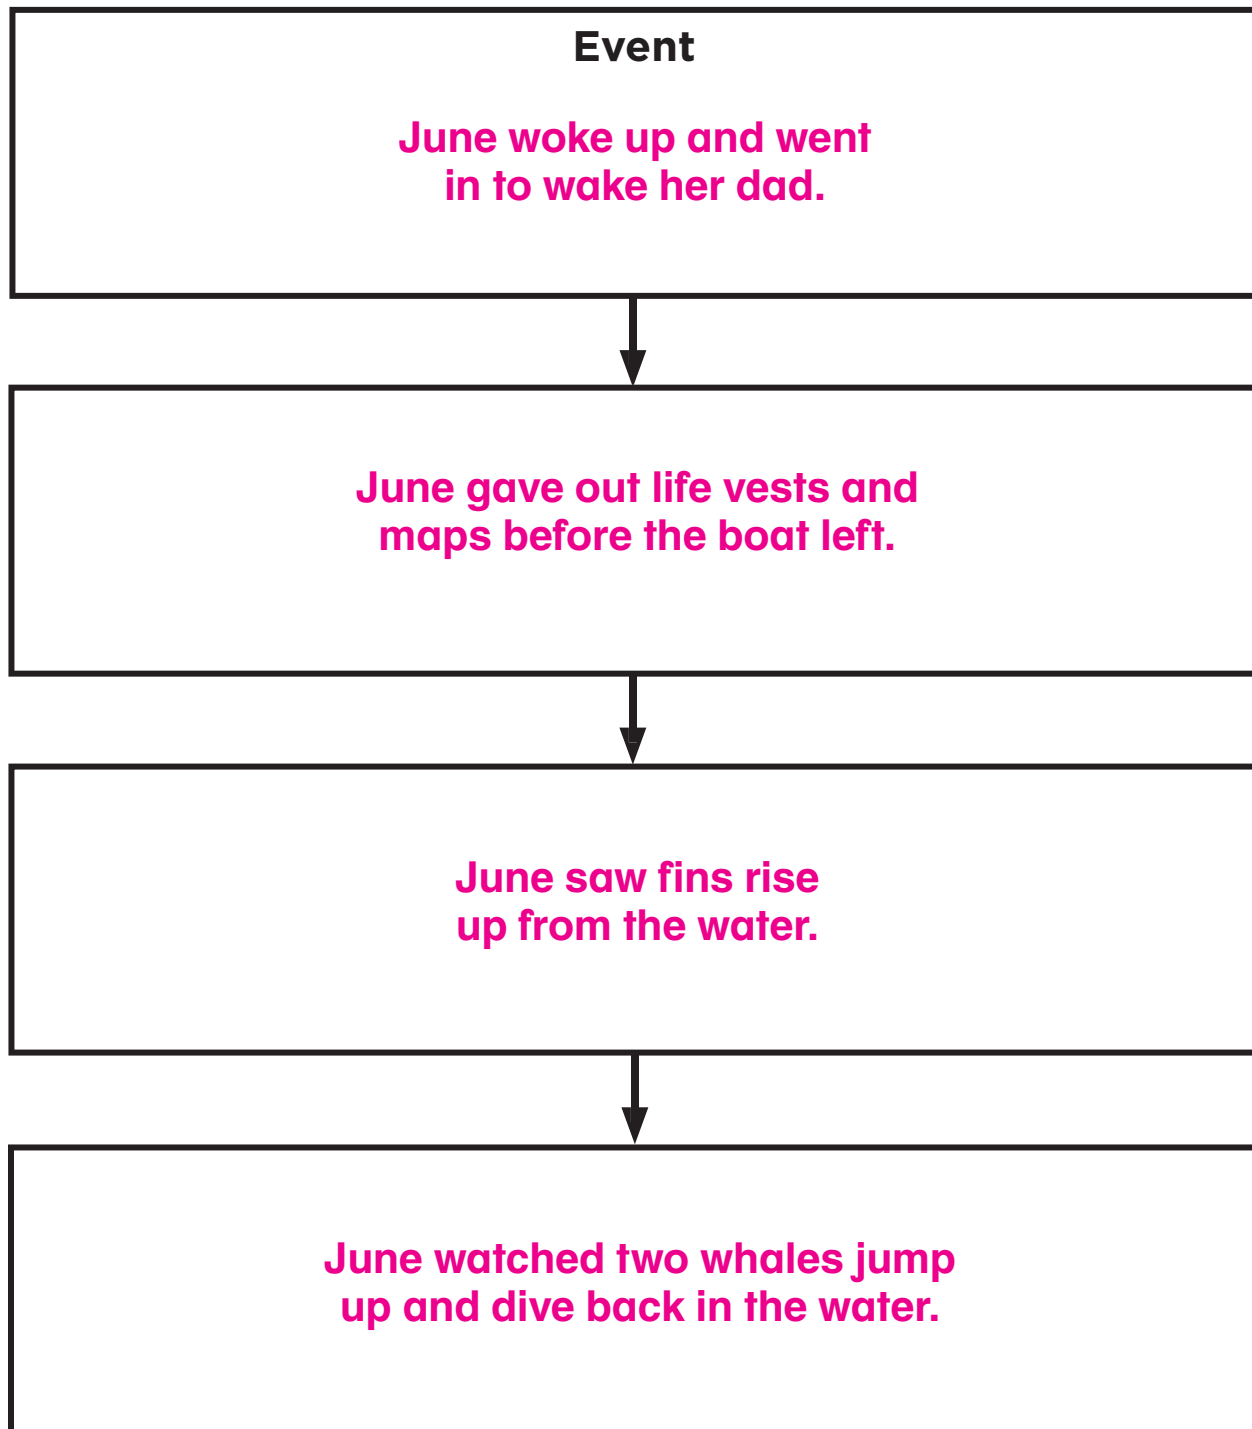 Event
June woke up and went
in to wake her dad.
June gave out life vests and
maps before the boat left.
June saw fins rise
up from the water.
June watched two whales jump
up and dive back in the water.